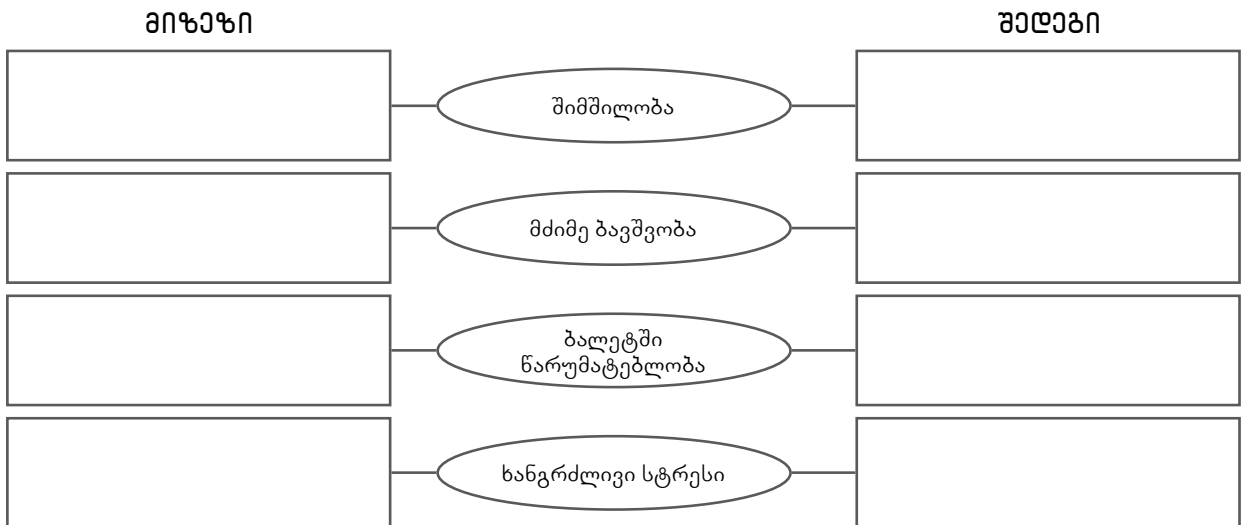 მიზეზი
შედეგი
შიმშილობა
მძიმე ბავშვობა
ბალეტში
წარუმატებლობა
ხანგრძლივი სტრესი